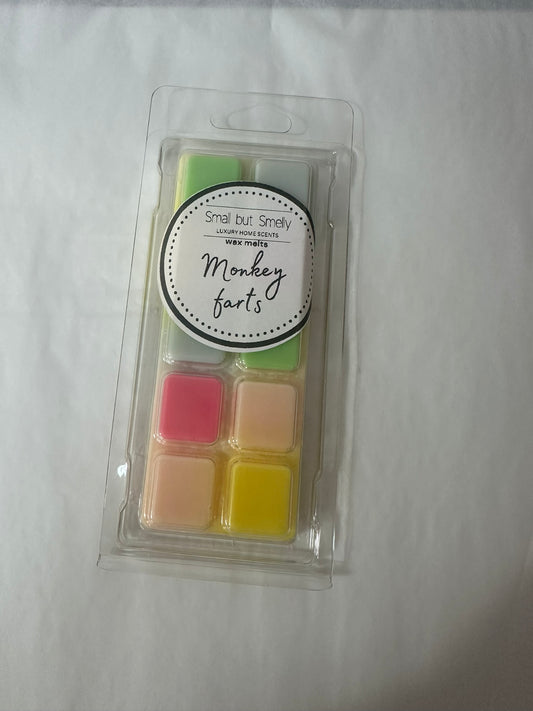 Small but Smelly
LUXURY HOME SCENTS
wax melts
Monkey
farts